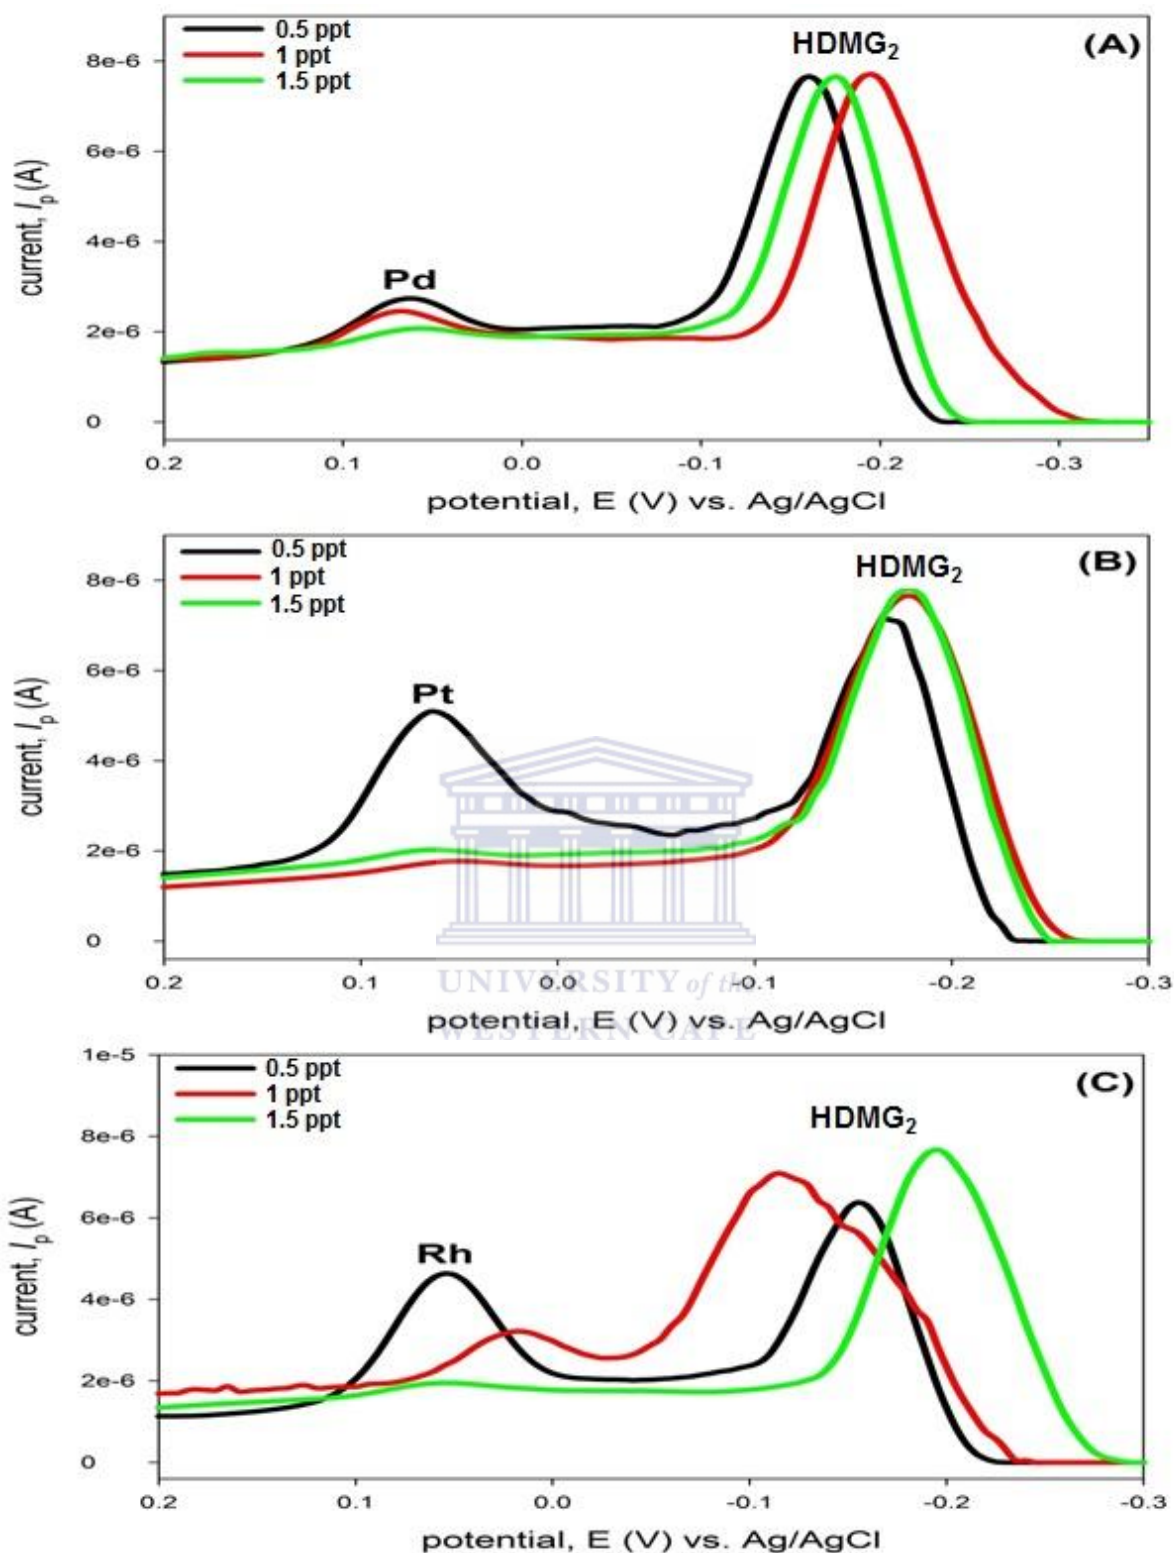 0.5 ppt
1 ppt
1.5 ppt
HDMG₂
(A)
8e-6
6e-6
4e-6
2e-6
0
Pd
current, Iₚ(A)
0.2 0.1 0.0 -0.1 -0.2 -0.3
potential, E (V) vs. Ag/AgCl
0.5 ppt
1 ppt
1.5 ppt
HDMG₂
(B)
8e-6
6e-6
4e-6
2e-6
0
Pt
current, Iₚ(A)
0.2 0.1 0.0 -0.1 -0.2 -0.3
UNIVERSITY of the
potential, E (V) vs. Ag/AgCl
WESTERN CAPE
1e-5
0.5 ppt
1 ppt
1.5 ppt
HDMG₂
(C)
8e-6
6e-6
4e-6
2e-6
0
Rh
current, Iₚ(A)
0.2 0.1 0.0 -0.1 -0.2 -0.3
potential, E (V) vs. Ag/AgCl